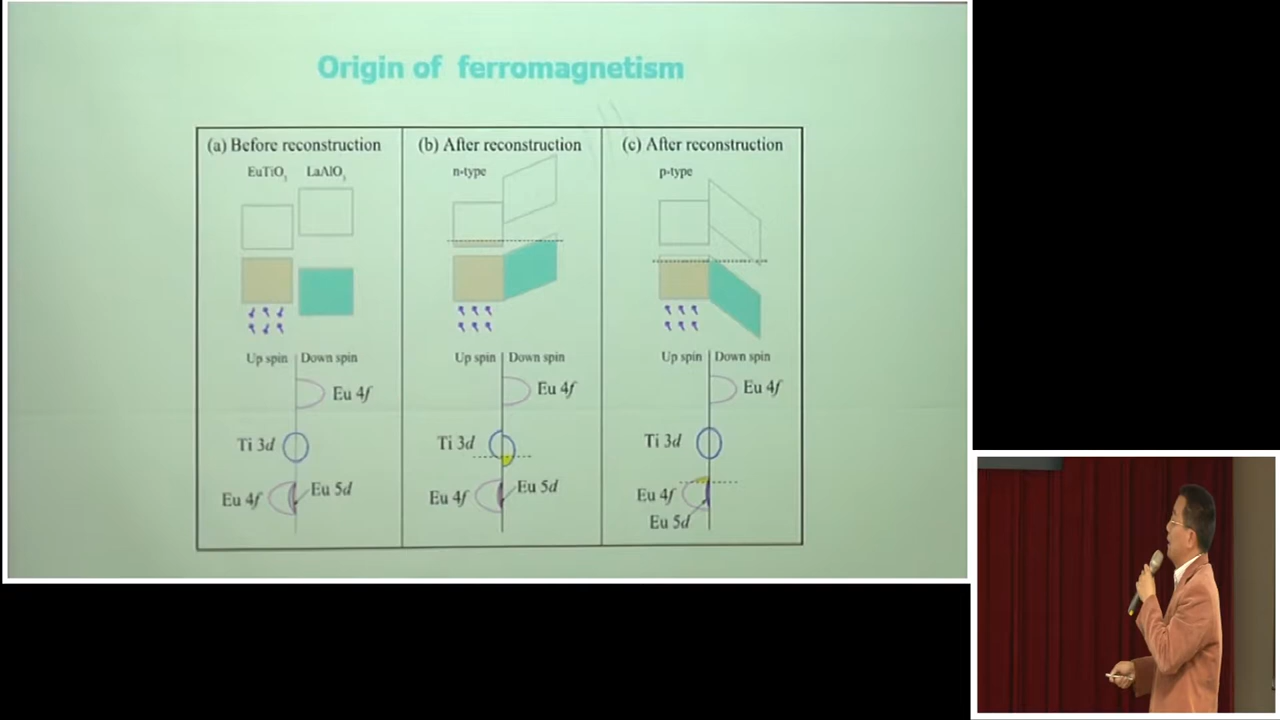 Origin of ferromagnetism
(a) Before reconstruction
EuTiO3 LaAlO3
Up spin Down spin
Eu 4f
Ti 3d
Eu 4f Eu 5d
(b) After reconstruction
n-type
Up spin Down spin
Eu 4f
Ti 3d
Eu 4f Eu 5d
(c) After reconstruction
p-type
Up spin Down spin
Eu 4f
Ti 3d
Eu 4f
Eu 5d